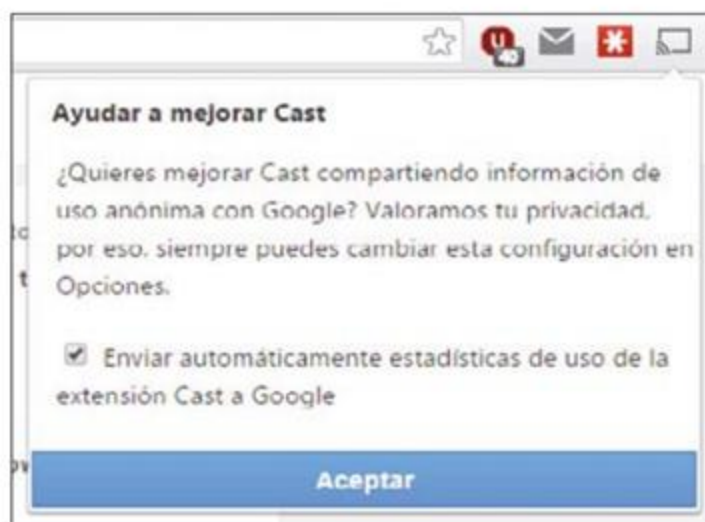 40
Ayudar a mejorar Cast
¿Quieres mejorar Cast compartiendo información de
uso anónima con Google? Valoramos tu privacidad,
por eso, siempre puedes cambiar esta configuración en
Opciones.
Enviar automáticamente estadísticas de uso de la
extensión Cast a Google
Aceptar